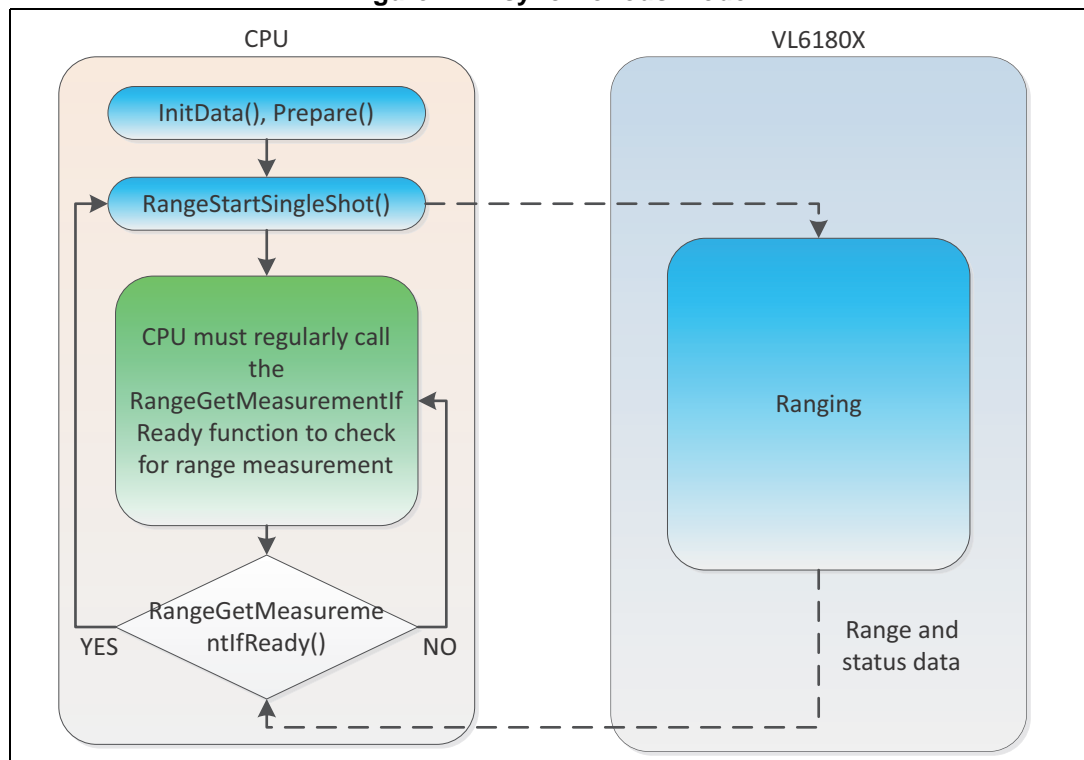 CPU
VL6180X
InitData(), Prepare()
RangeStartSingleShot()
CPU must regularly call
the
RangeGetMeasurementIf
Ready function to check
for range measurement
Ranging
RangeGetMeasureme
ntIfReady()
YES
NO
Range and
status data